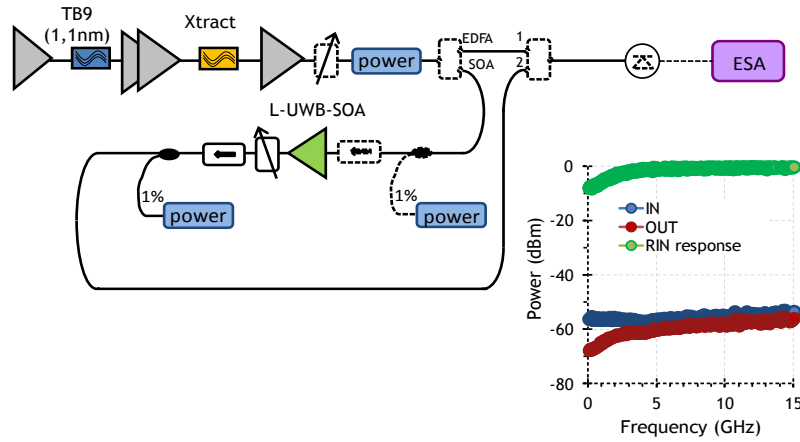 TB9
(1,1nm)
Xtract
EDFA
SOA
1
2
power
ESA
L-UWB-SOA
1%
power
1%
power
IN
OUT
RIN response
Power (dBm)
0
-20
-40
-60
-80
0
5
10
15
Frequency (GHz)